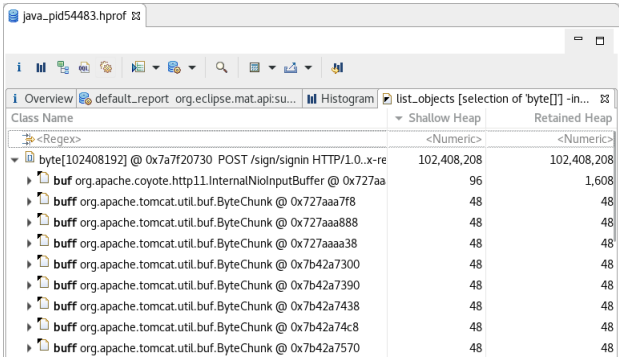 java_pid54483.hprof
i Overview default_report org.eclipse.mat.api:su... Histogram list_objects [selection of 'byte[]'] -in...
Class Name Shallow Heap Retained Heap
<Regex> <Numeric> <Numeric>
byte[102408192] @ 0x7a7f20730 POST /sign/signin HTTP/1.0..x-re 102,408,208 102,408,208
buf org.apache.coyote.http11.InternalNioInputBuffer @ 0x727aa 96 1,608
buff org.apache.tomcat.util.buf.ByteChunk @ 0x727aaa7f8 48 48
buff org.apache.tomcat.util.buf.ByteChunk @ 0x727aaa888 48 48
buff org.apache.tomcat.util.buf.ByteChunk @ 0x727aaaa38 48 48
buff org.apache.tomcat.util.buf.ByteChunk @ 0x7b42a7300 48 48
buff org.apache.tomcat.util.buf.ByteChunk @ 0x7b42a7390 48 48
buff org.apache.tomcat.util.buf.ByteChunk @ 0x7b42a7438 48 48
buff org.apache.tomcat.util.buf.ByteChunk @ 0x7b42a74c8 48 48
buff org.apache.tomcat.util.buf.ByteChunk @ 0x7b42a7570 48 48